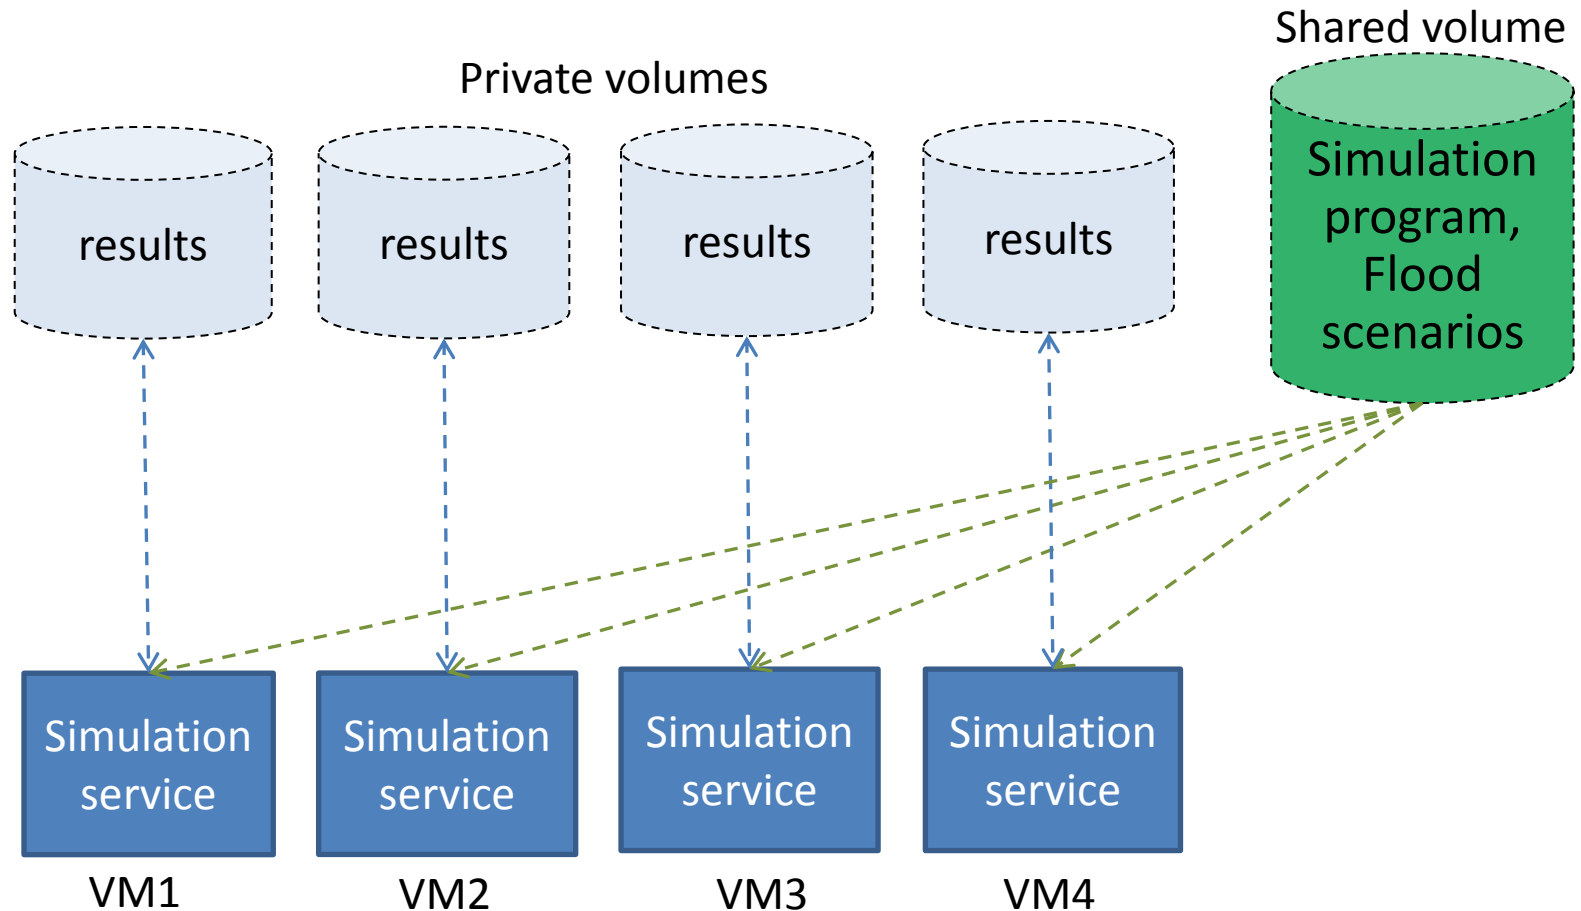 Shared volume
Private volumes
results
results
results
results
Simulation
program,
Flood
scenarios
Simulation
service
Simulation
service
Simulation
service
Simulation
service
VM1
VM2
VM3
VM4